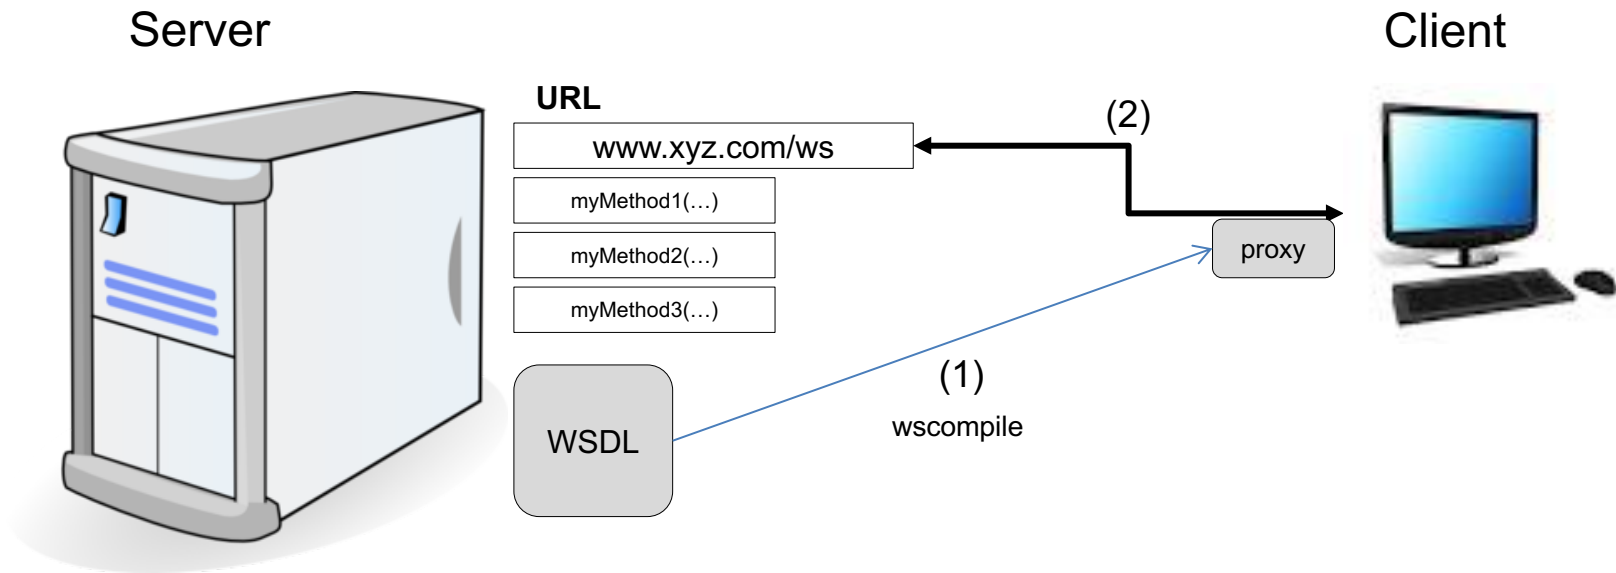 Server
Client
URL
(2)
www.xyz.com/ws
myMethod1(…)
myMethod2(…)
proxy
myMethod3(…)
(1)
wscompile
WSDL